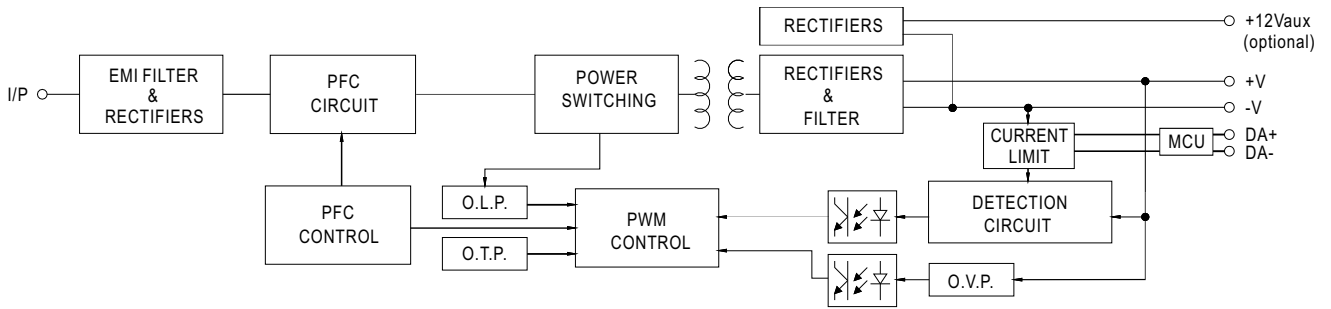 RECTIFIERS
+12Vaux
(optional)
I/P
EMI FILTER
&
RECTIFIERS
PFC
CIRCUIT
POWER
SWITCHING
RECTIFIERS
&
FILTER
+V
-V
CURRENT
LIMIT
MCU
DA+
DA-
PFC
CONTROL
O.L.P.
O.T.P.
PWM
CONTROL
DETECTION
CIRCUIT
O.V.P.